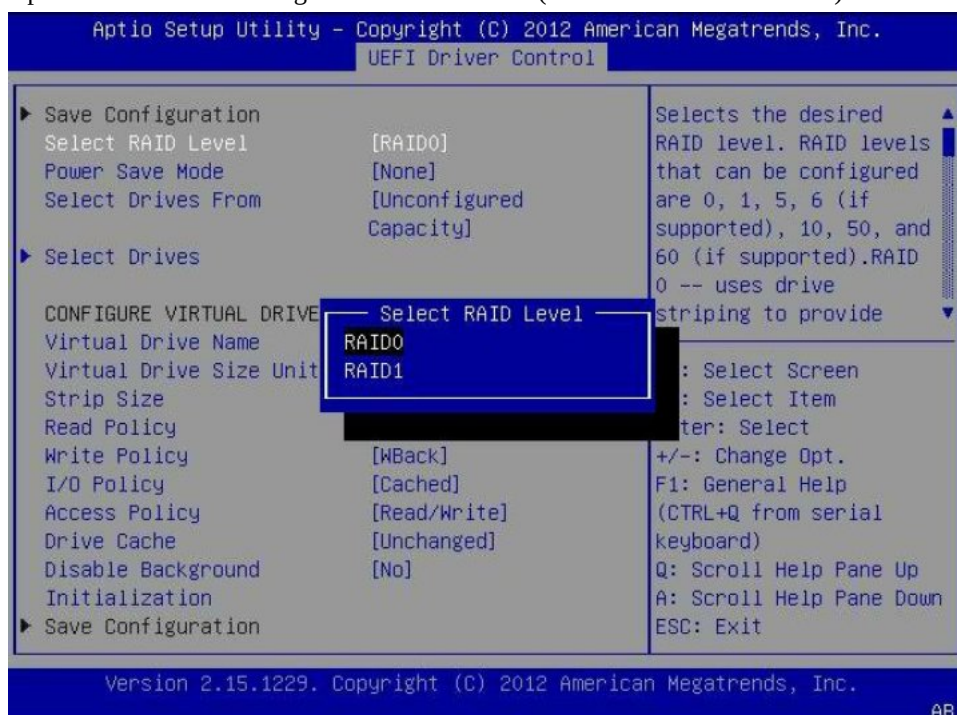 Aptio Setup Utility – Copyright (C) 2012 American Megatrends, Inc.
UEFI Driver Control
Save Configuration
Select RAID Level [RAID0]
Power Save Mode [None]
Select Drives From [Unconfigured
Capacity]
Select Drives
CONFIGURE VIRTUAL DRIVE
Virtual Drive Name
Virtual Drive Size Unit
Strip Size
Read Policy
Write Policy [WBack]
I/O Policy [Cached]
Access Policy [Read/Write]
Drive Cache [Unchanged]
Disable Background [No]
Initialization
Save Configuration
Select RAID Level
RAID0
RAID1
Selects the desired
RAID level. RAID levels
that can be configured
are 0, 1, 5, 6 (if
supported), 10, 50, and
60 (if supported).RAID
0 -- uses drive
striping to provide
: Select Screen
: Select Item
ter: Select
+/-: Change Opt.
F1: General Help
(CTRL+Q from serial
keyboard)
Q: Scroll Help Pane Up
A: Scroll Help Pane Down
ESC: Exit
Version 2.15.1229. Copyright (C) 2012 American Megatrends, Inc.
AB